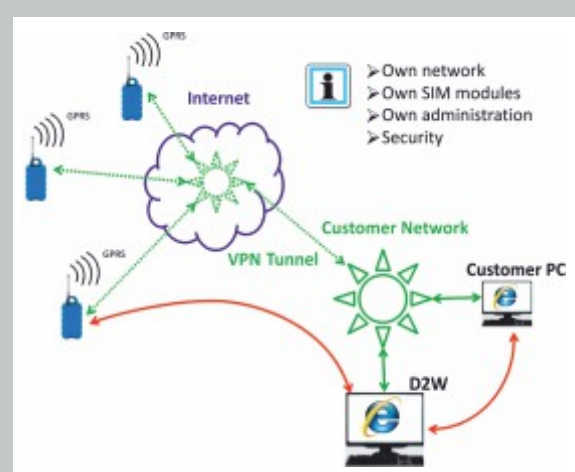 GPRS
GPRS
GPRS
Internet
➢Own network
➢Own SIM modules
➢Own administration
➢Security
Customer Network
VPN Tunnel
Customer PC
D2W